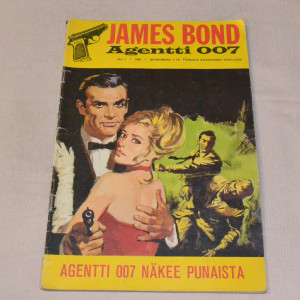 JAMES BOND
Agentti 007
AGENTTI 007 NÄKEE PUNAISTA